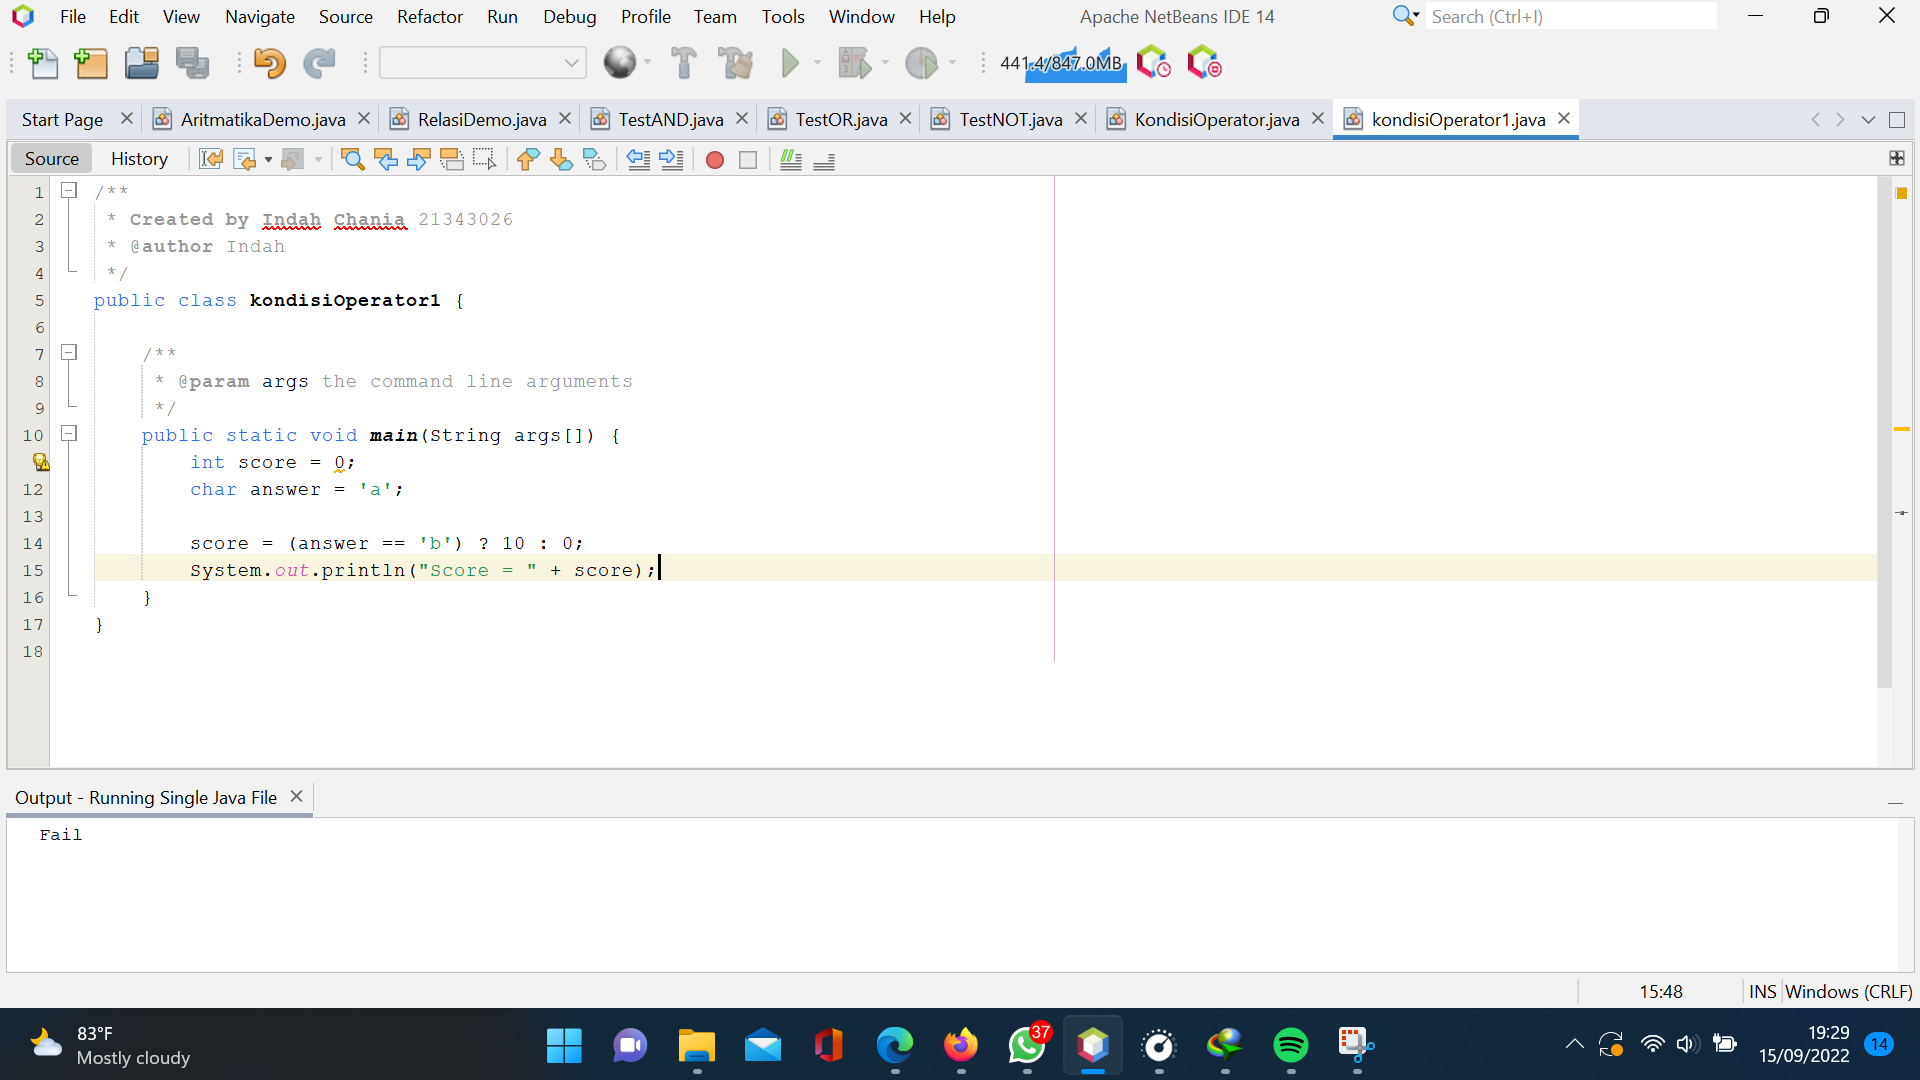 File Edit View Navigate Source Refactor Run Debug Profile Team Tools Window Help Apache NetBeans IDE 14 Search (Ctrl+I)
441.4/847.0MB
Start Page AritmatikaDemo.java RelasiDemo.java TestAND.java TestOR.java TestNOT.java KondisiOperator.java kondisiOperator1.java
Source History
1 /**
2 * Created by Indah Chania 21343026
3 * @author Indah
4 */
5 public class kondisiOperator1 {
6
7 /**
8 * @param args the command line arguments
9 */
10 public static void main(String args[]) {
int score = 0;
12 char answer = 'a';
13
14 score = (answer == 'b') ? 10 : 0;
15 System.out.println("Score = " + score);
16 }
17 }
18
Output - Running Single Java File
Fail
15:48 INS Windows (CRLF)
83°F
Mostly cloudy
37
19:29
15/09/2022
14